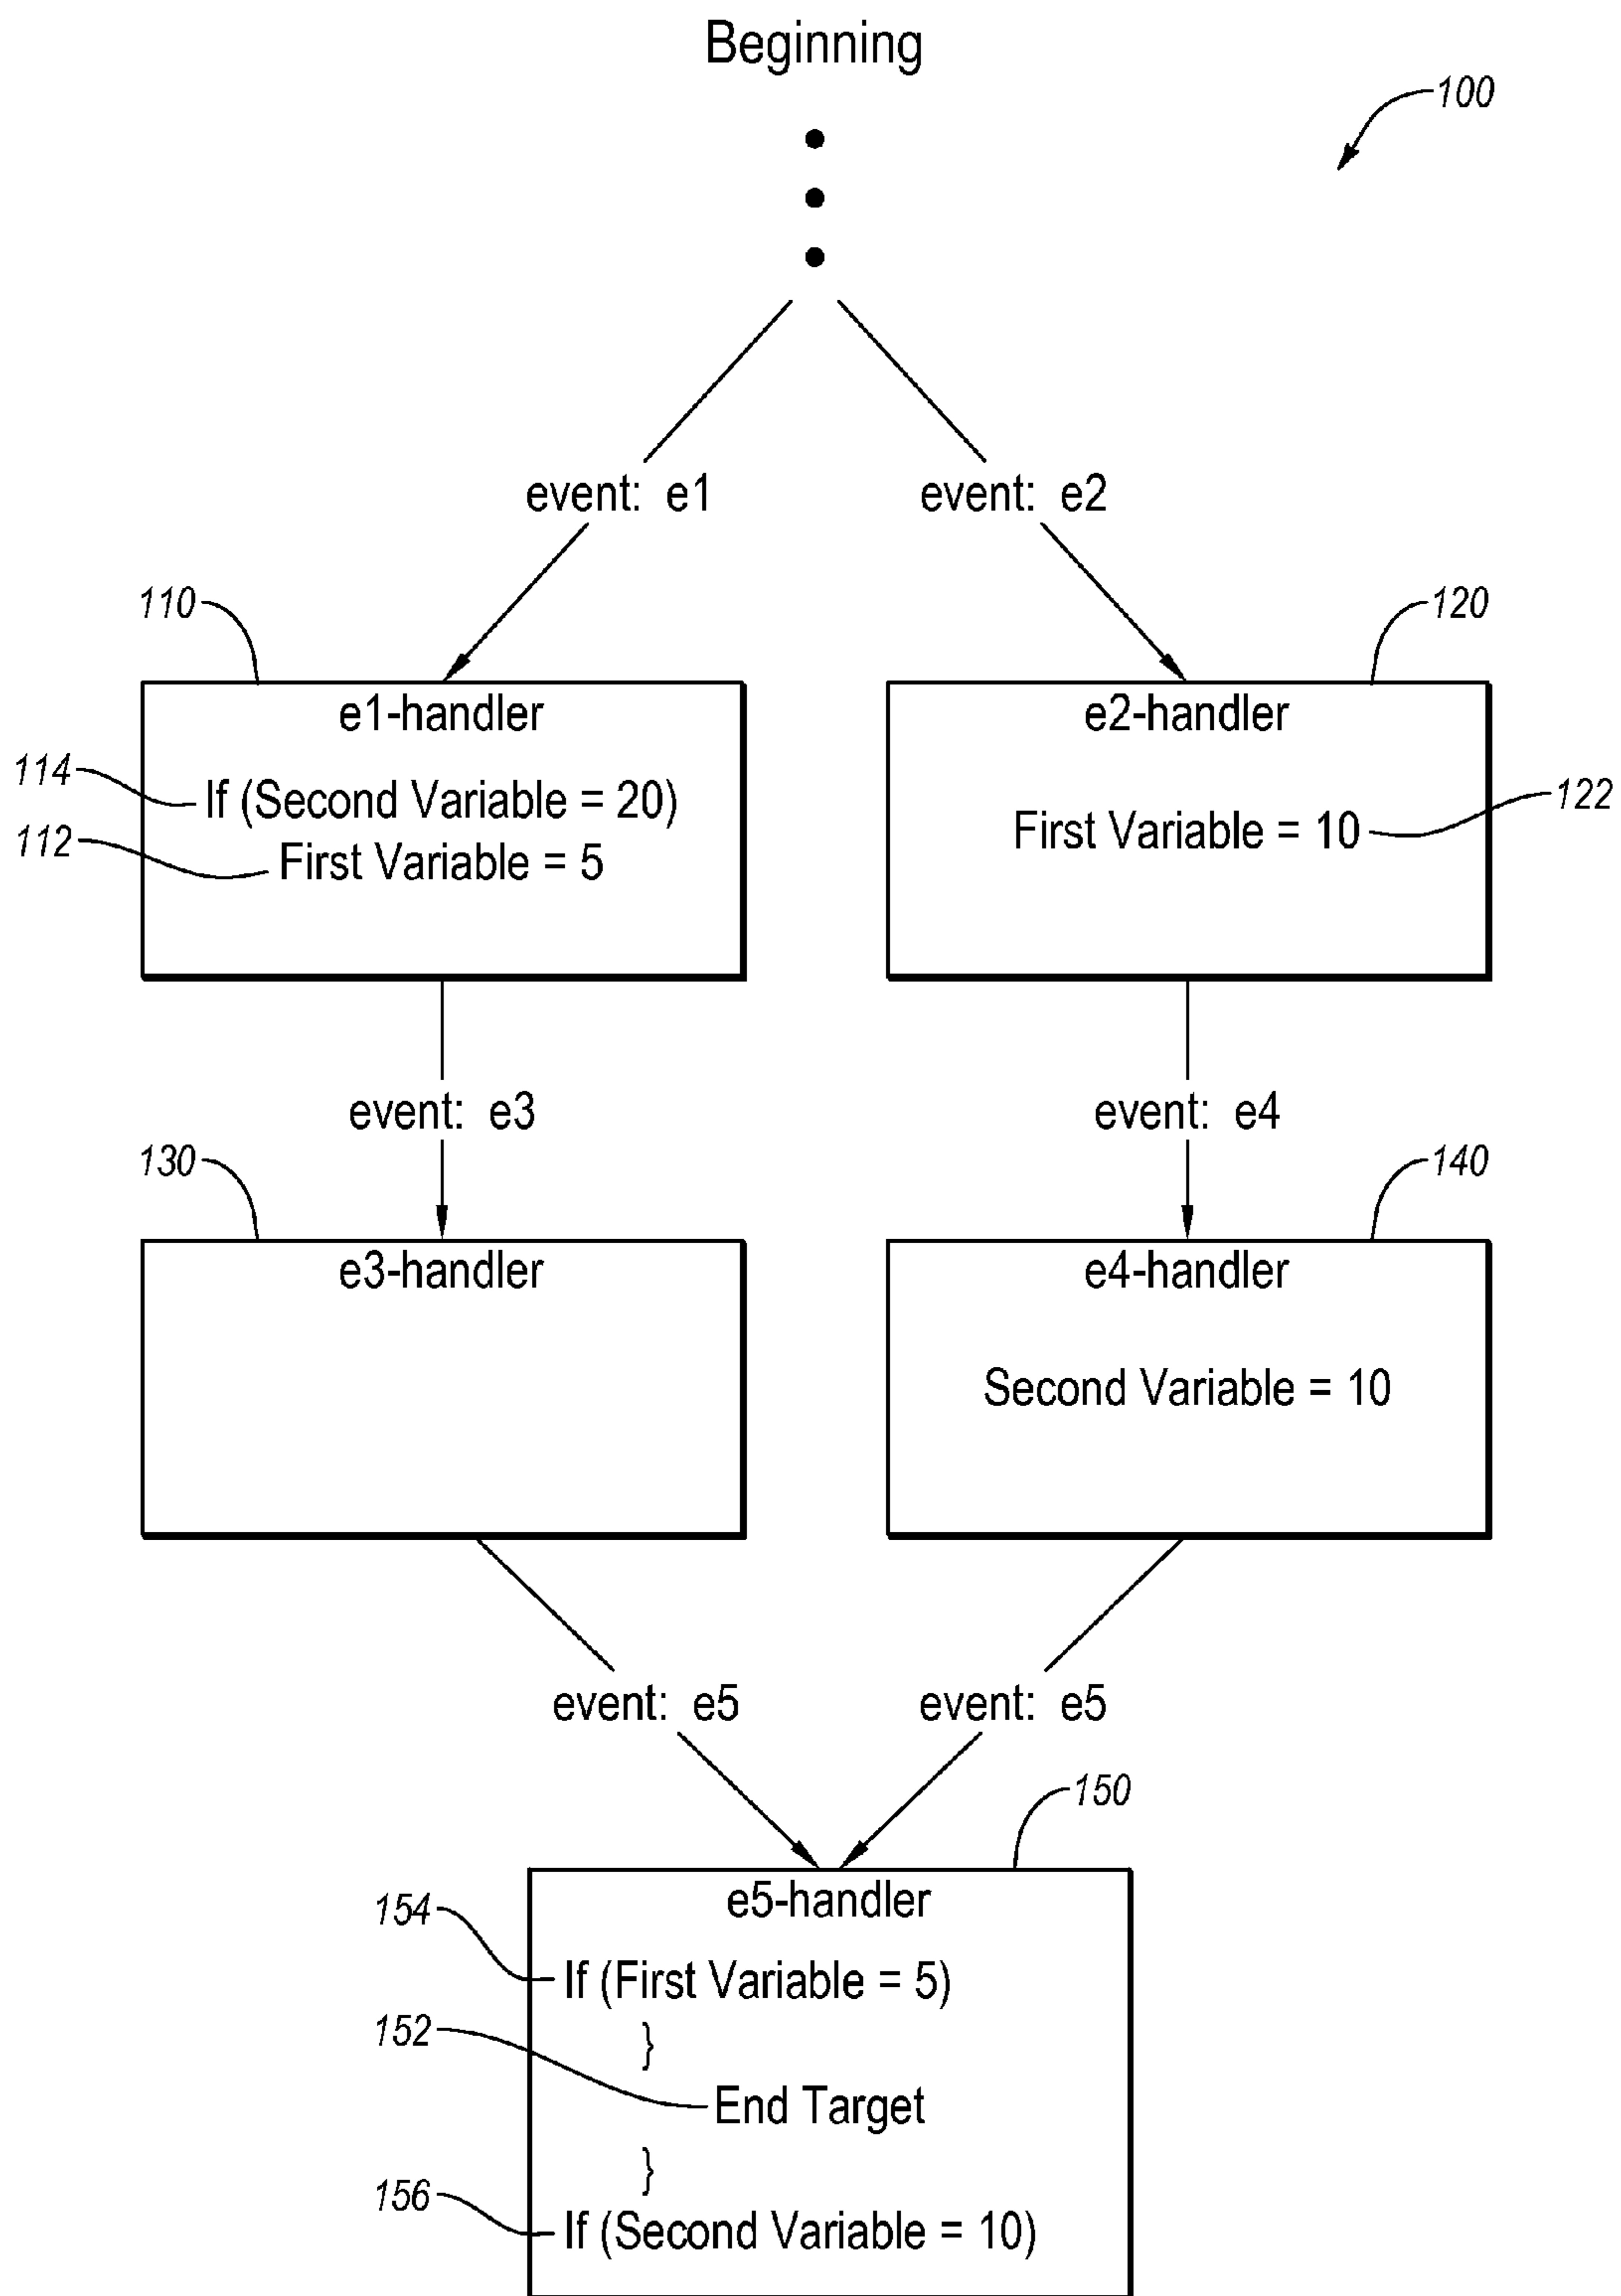 Beginning
100
event: e1
event: e2
110
120
e1-handler
e2-handler
114
If (Second Variable = 20)
122
First Variable = 10
112
First Variable = 5
event: e3
event: e4
130
140
e3-handler
e4-handler
Second Variable = 10
event: e5
event: e5
150
e5-handler
154
If (First Variable = 5)
152
}
End Target
}
156
If (Second Variable = 10)